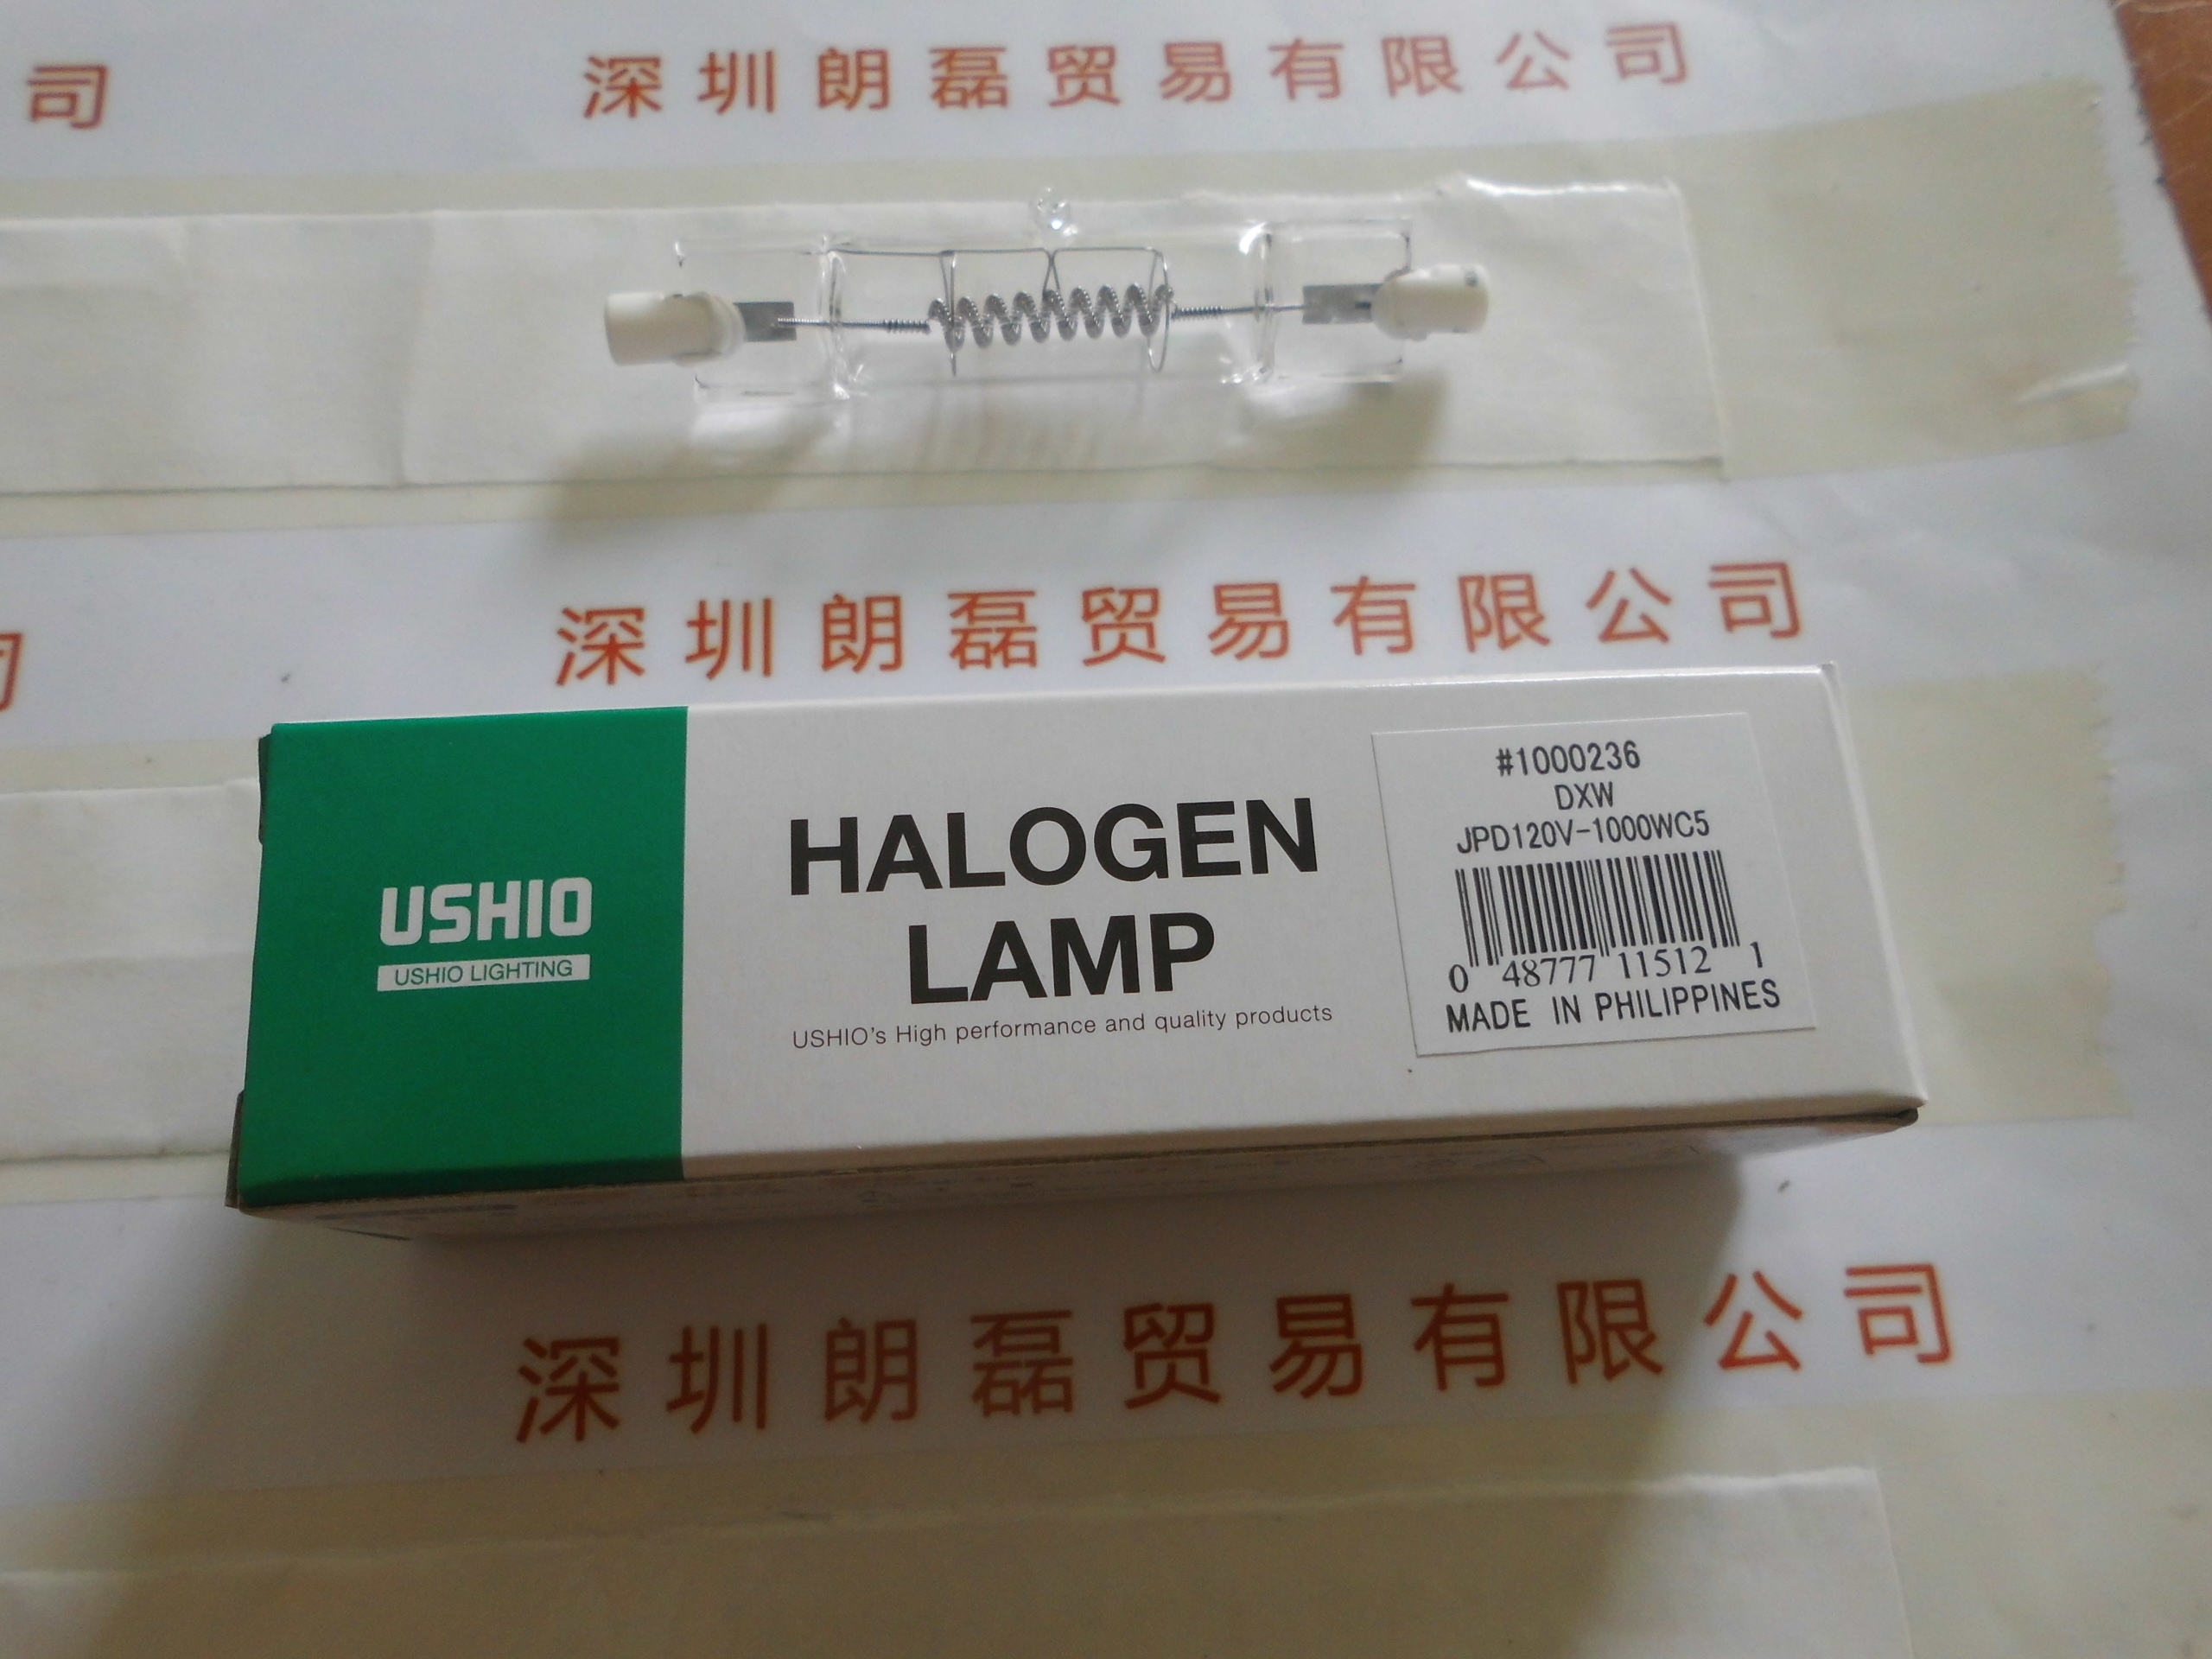 司
深圳朗磊贸易有限公司
深圳朗磊贸易有限公司
司
USHIO
USHIO LIGHTING
HALOGEN
LAMP
USHIO's High performance and quality products
#1000236
DXW
JPD120V-1000WC5
0 48777 11512 1
MADE IN PHILIPPINES
深圳朗磊贸易有限公司